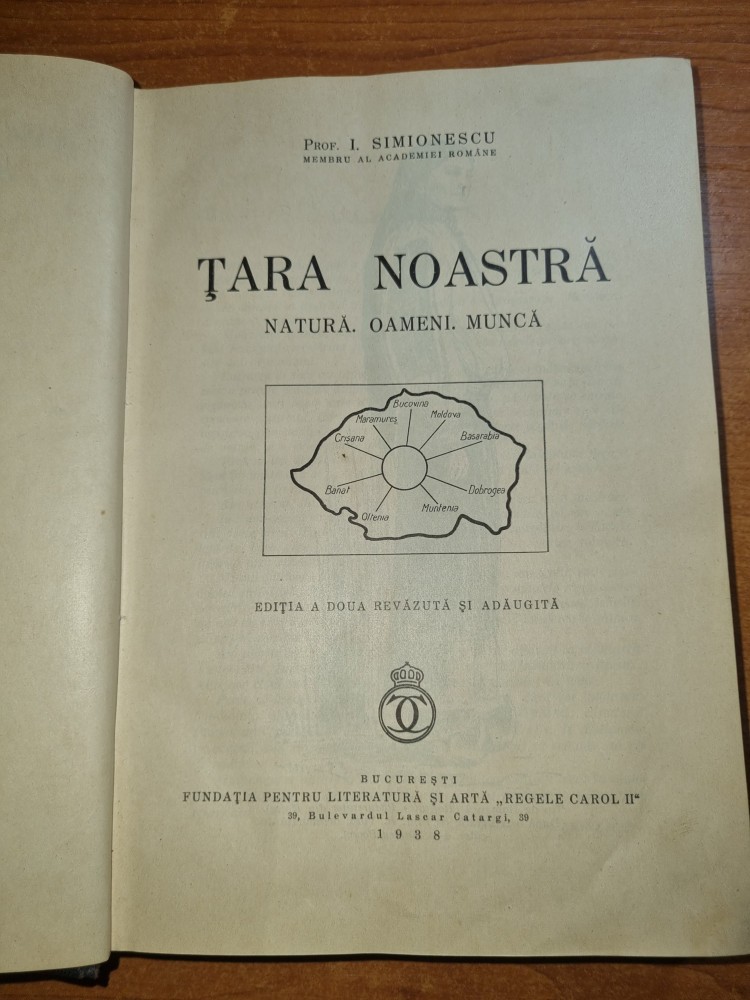 PROF. I. SIMIONESCU
MEMBRU AL ACADEMIEI ROMÂNE
ŢARA NOASTRĂ
NATURĂ. OAMENI. MUNCĂ
Bucovina
Maramureş
Moldova
Crişana
Basarabia
Banat
Dobrogea
Oltenia
Muntenia
EDIŢIA A DOUA REVĂZUTĂ ŞI ADĂUGITĂ
BUCUREŞTI
FUNDAŢIA PENTRU LITERATURĂ ŞI ARTĂ „REGELE CAROL II“
39, Bulevardul Lascar Catargi, 39
1938